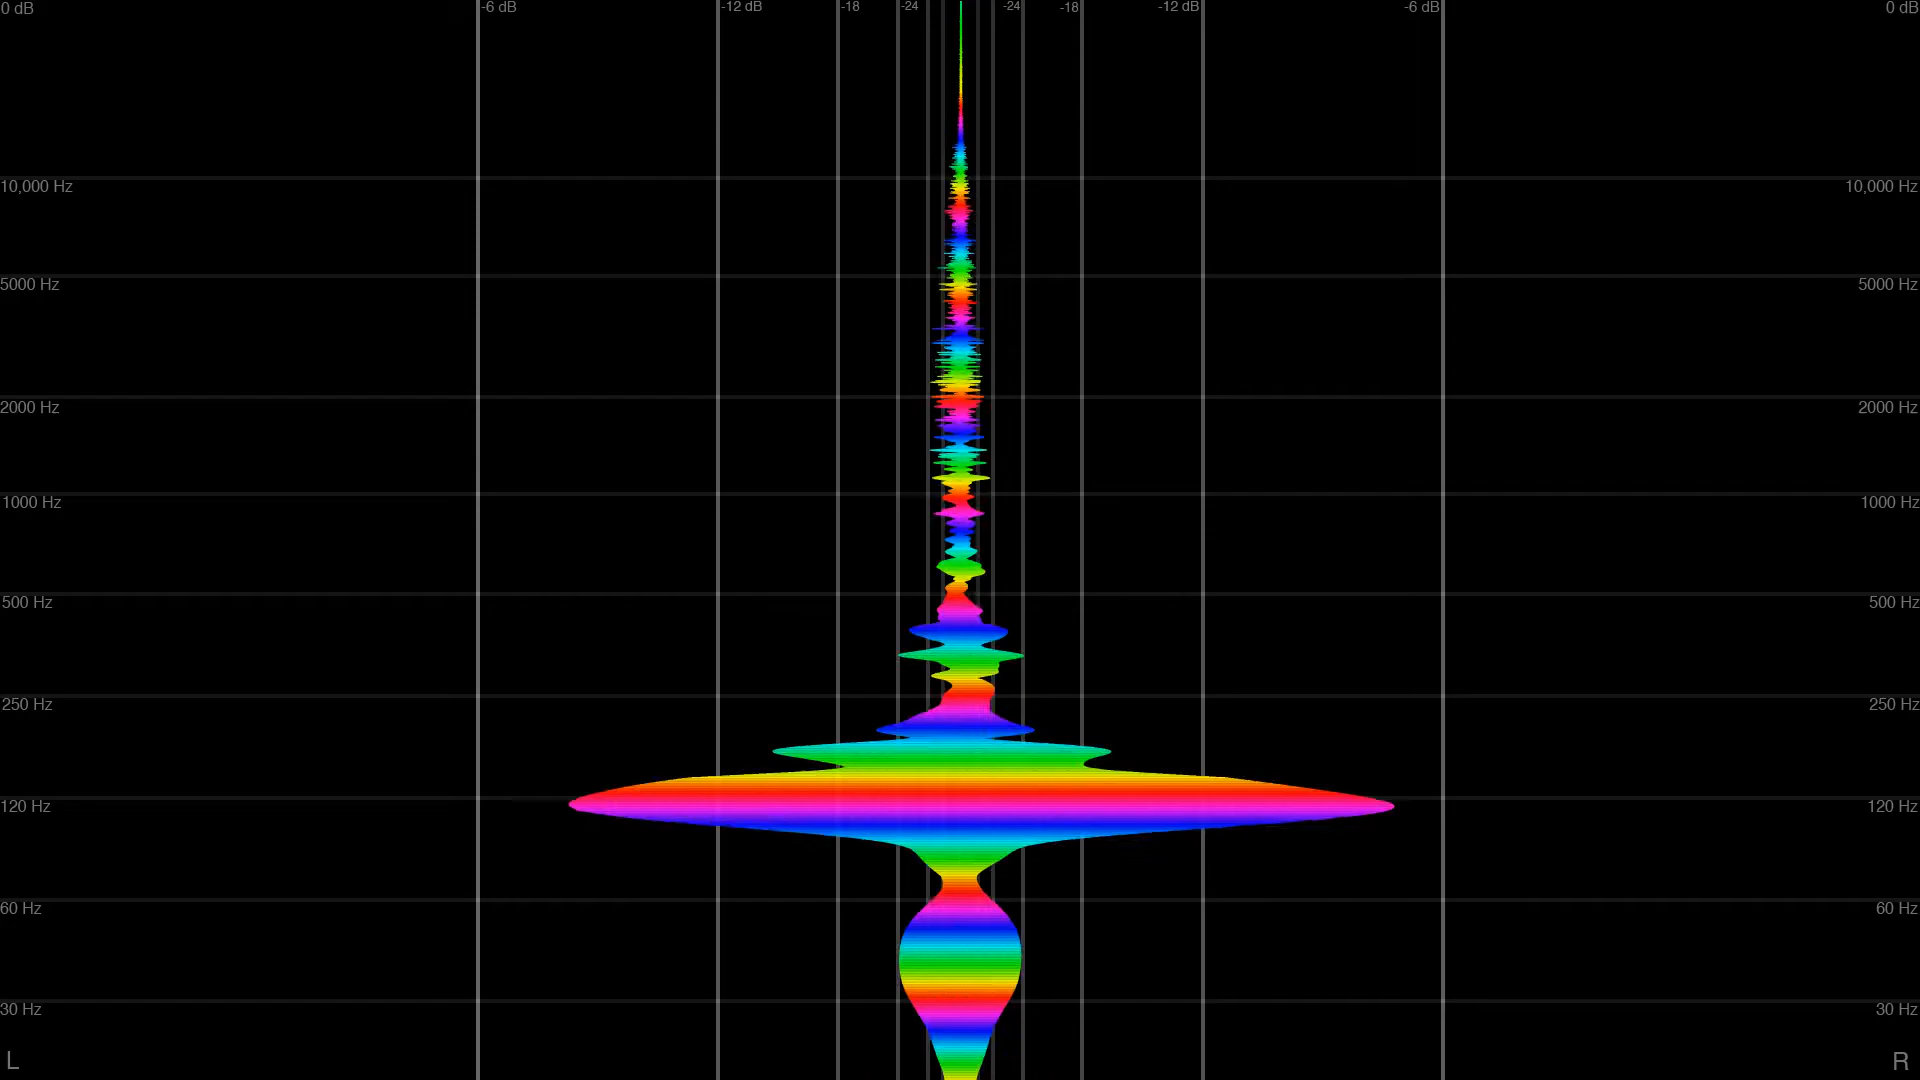 0 dB -6 dB -12 dB -18 -24 -24 -18 -12 dB -6 dB 0 dB
10,000 Hz 10,000 Hz
5000 Hz 5000 Hz
2000 Hz 2000 Hz
1000 Hz 1000 Hz
500 Hz 500 Hz
250 Hz 250 Hz
120 Hz 120 Hz
60 Hz 60 Hz
30 Hz 30 Hz
L R